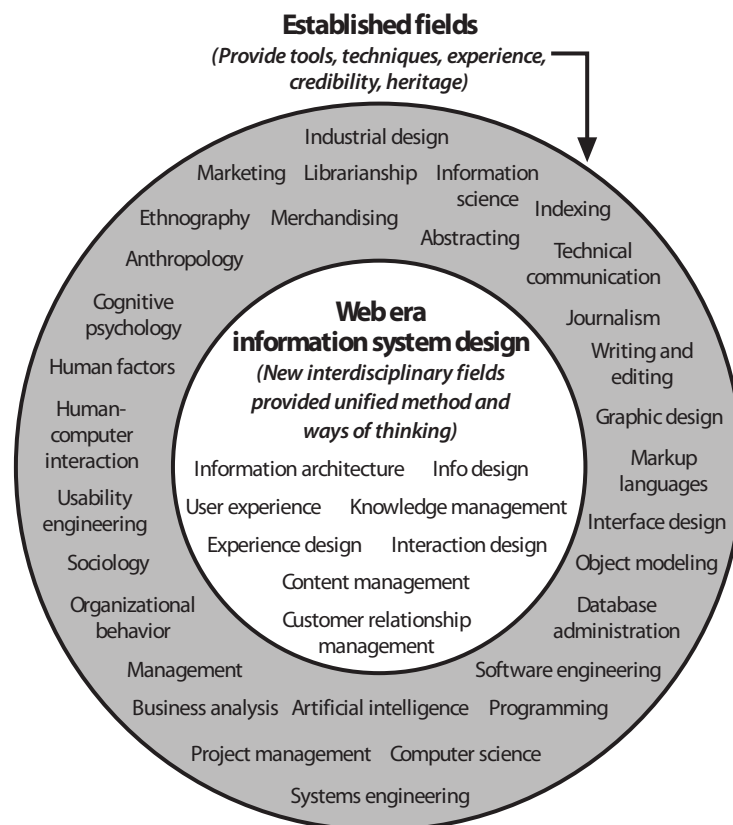 Established fields
(Provide tools, techniques, experience,
credibility, heritage)
Industrial design
Marketing Librarianship Information
science Indexing
Ethnography Merchandising
Abstracting
Anthropology
Technical
communication
Cognitive
psychology
Journalism
Human factors
Writing and
editing
Human-
computer
interaction
Graphic design
Usability
engineering
Markup
languages
Sociology
Interface design
Object modeling
Organizational
behavior
Database
administration
Management
Software engineering
Business analysis Artificial intelligence Programming
Project management Computer science
Systems engineering
Web era
information system design
(New interdisciplinary fields
provided unified method and
ways of thinking)
Information architecture Info design
User experience Knowledge management
Experience design Interaction design
Content management
Customer relationship
management